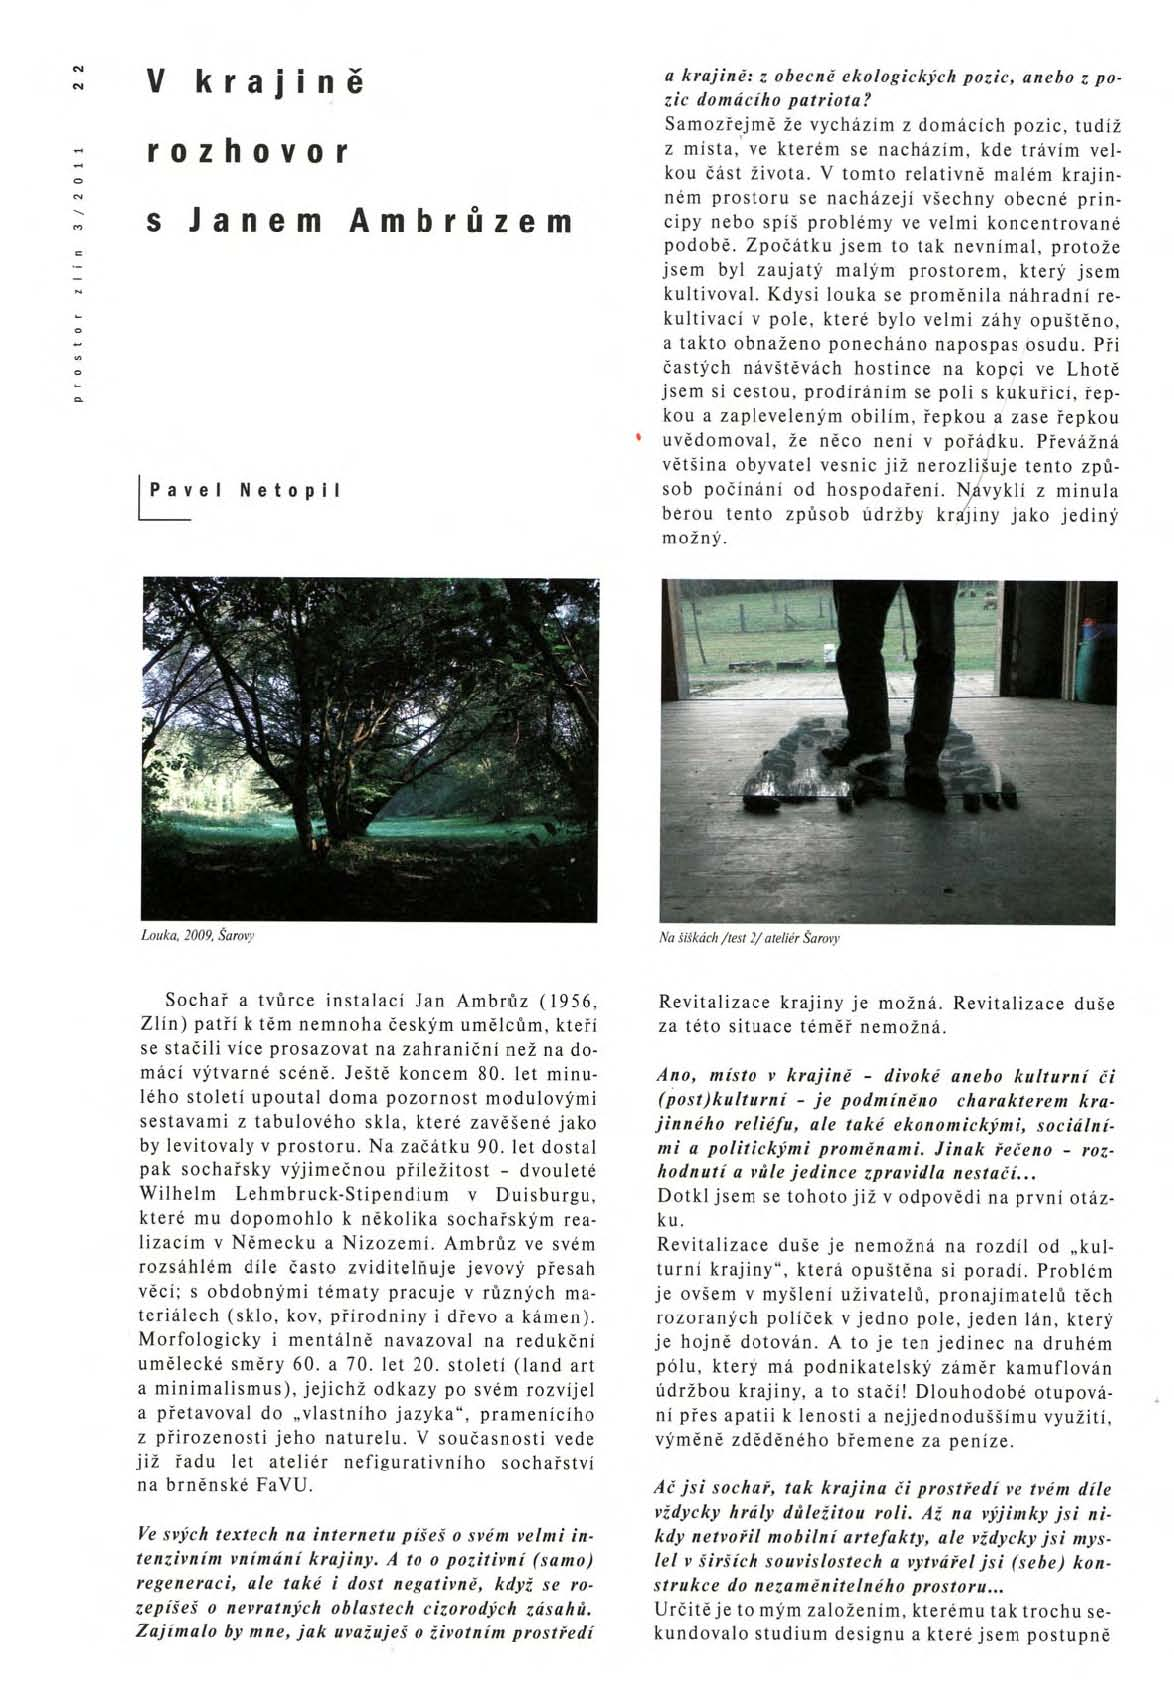 22
prostor zlín 3/2011
V krajině
rozhovor
s Janem Ambrůzem
Pavel Netopil
Louka, 2009, Šarovy
Sochař a tvůrce instalací Jan Ambrůz (1956,
Zlín) patří k těm nemnoha českým umělcům, kteří
se stačili více prosazovat na zahraniční než na do-
mácí výtvarné scéně. Ještě koncem 80. let minu-
lého století upoutal doma pozornost modulovými
sestavami z tabulového skla, které zavěšené jako
by levitovaly v prostoru. Na začátku 90. let dostal
pak sochařsky výjimečnou příležitost – dvouleté
Wilhelm Lehmbruck-Stipendium v Duisburgu,
které mu dopomohlo k několika sochařským rea-
lizacím v Německu a Nizozemí. Ambrůz ve svém
rozsáhlém díle často zviditelňuje jevový přesah
věcí; s obdobnými tématy pracuje v různých ma-
teriálech (sklo, kov, přírodniny i dřevo a kámen).
Morfologicky i mentálně navazoval na redukční
umělecké směry 60. a 70. let 20. století (land art
a minimalismus), jejichž odkazy po svém rozvíjel
a přetavoval do „vlastního jazyka“, pramenícího
z přirozenosti jeho naturelu. V současnosti vede
již řadu let ateliér nefigurativního sochařství
na brněnské FaVU.
Ve svých textech na internetu píšeš o svém velmi in-
tenzivním vnímání krajiny. A to o pozitivní (samo)
regeneraci, ale také i dost negativně, když se ro-
zepíšeš o nevratných oblastech cizorodých zásahů.
Zajímalo by mne, jak uvažuješ o životním prostředí
a krajině: z obecně ekologických pozic, anebo z po-
zic domácího patriota?
Samozřejmě že vycházím z domácích pozic, tudíž
z místa, ve kterém se nacházím, kde trávím vel-
kou část života. V tomto relativně malém krajin-
ném prostoru se nacházejí všechny obecné prin-
cipy nebo spíš problémy ve velmi koncentrované
podobě. Zpočátku jsem to tak nevnímal, protože
jsem byl zaujatý malým prostorem, který jsem
kultivoval. Kdysi louka se proměnila náhradní re-
kultivací v pole, které bylo velmi záhy opuštěno,
a takto obnaženo ponecháno napospas osudu. Při
častých návštěvách hostince na kopci ve Lhotě
jsem si cestou, prodíráním se poli s kukuřicí, řep-
kou a zapleveleným obilím, řepkou a zase řepkou
uvědomoval, že něco není v pořádku. Převážná
většina obyvatel vesnic již nerozlišuje tento způ-
sob počínání od hospodaření. Navyklí z minula
berou tento způsob údržby krajiny jako jediný
možný.
Na šiškách /test 2/ ateliér Šarovy
Revitalizace krajiny je možná. Revitalizace duše
za této situace téměř nemožná.
Ano, místo v krajině – divoké anebo kulturní či
(post)kulturní – je podmíněno charakterem kra-
jinného reliéfu, ale také ekonomickými, sociální-
mi a politickými proměnami. Jinak řečeno – roz-
hodnutí a vůle jedince zpravidla nestačí...
Dotkl jsem se tohoto již v odpovědi na první otáz-
ku.
Revitalizace duše je nemožná na rozdíl od „kul-
turní krajiny“, která opuštěna si poradí. Problém
je ovšem v myšlení uživatelů, pronajímatelů těch
rozoraných políček v jedno pole, jeden lán, který
je hojně dotován. A to je ten jedinec na druhém
pólu, který má podnikatelský záměr kamuflován
údržbou krajiny, a to stačí! Dlouhodobé otupová-
ní přes apatii k lenosti a nejjednoduššímu využití,
výměně zděděného břemene za peníze.
Ač jsi sochař, tak krajina či prostředí ve tvém díle
vždycky hrály důležitou roli. Až na výjimky jsi ni-
kdy netvořil mobilní artefakty, ale vždycky jsi mys-
lel v širších souvislostech a vytvářel jsi (sebe) kon-
strukce do nezaměnitelného prostoru...
Určitě je to mým založením, kterému tak trochu se-
kundovalo studium designu a které jsem postupně